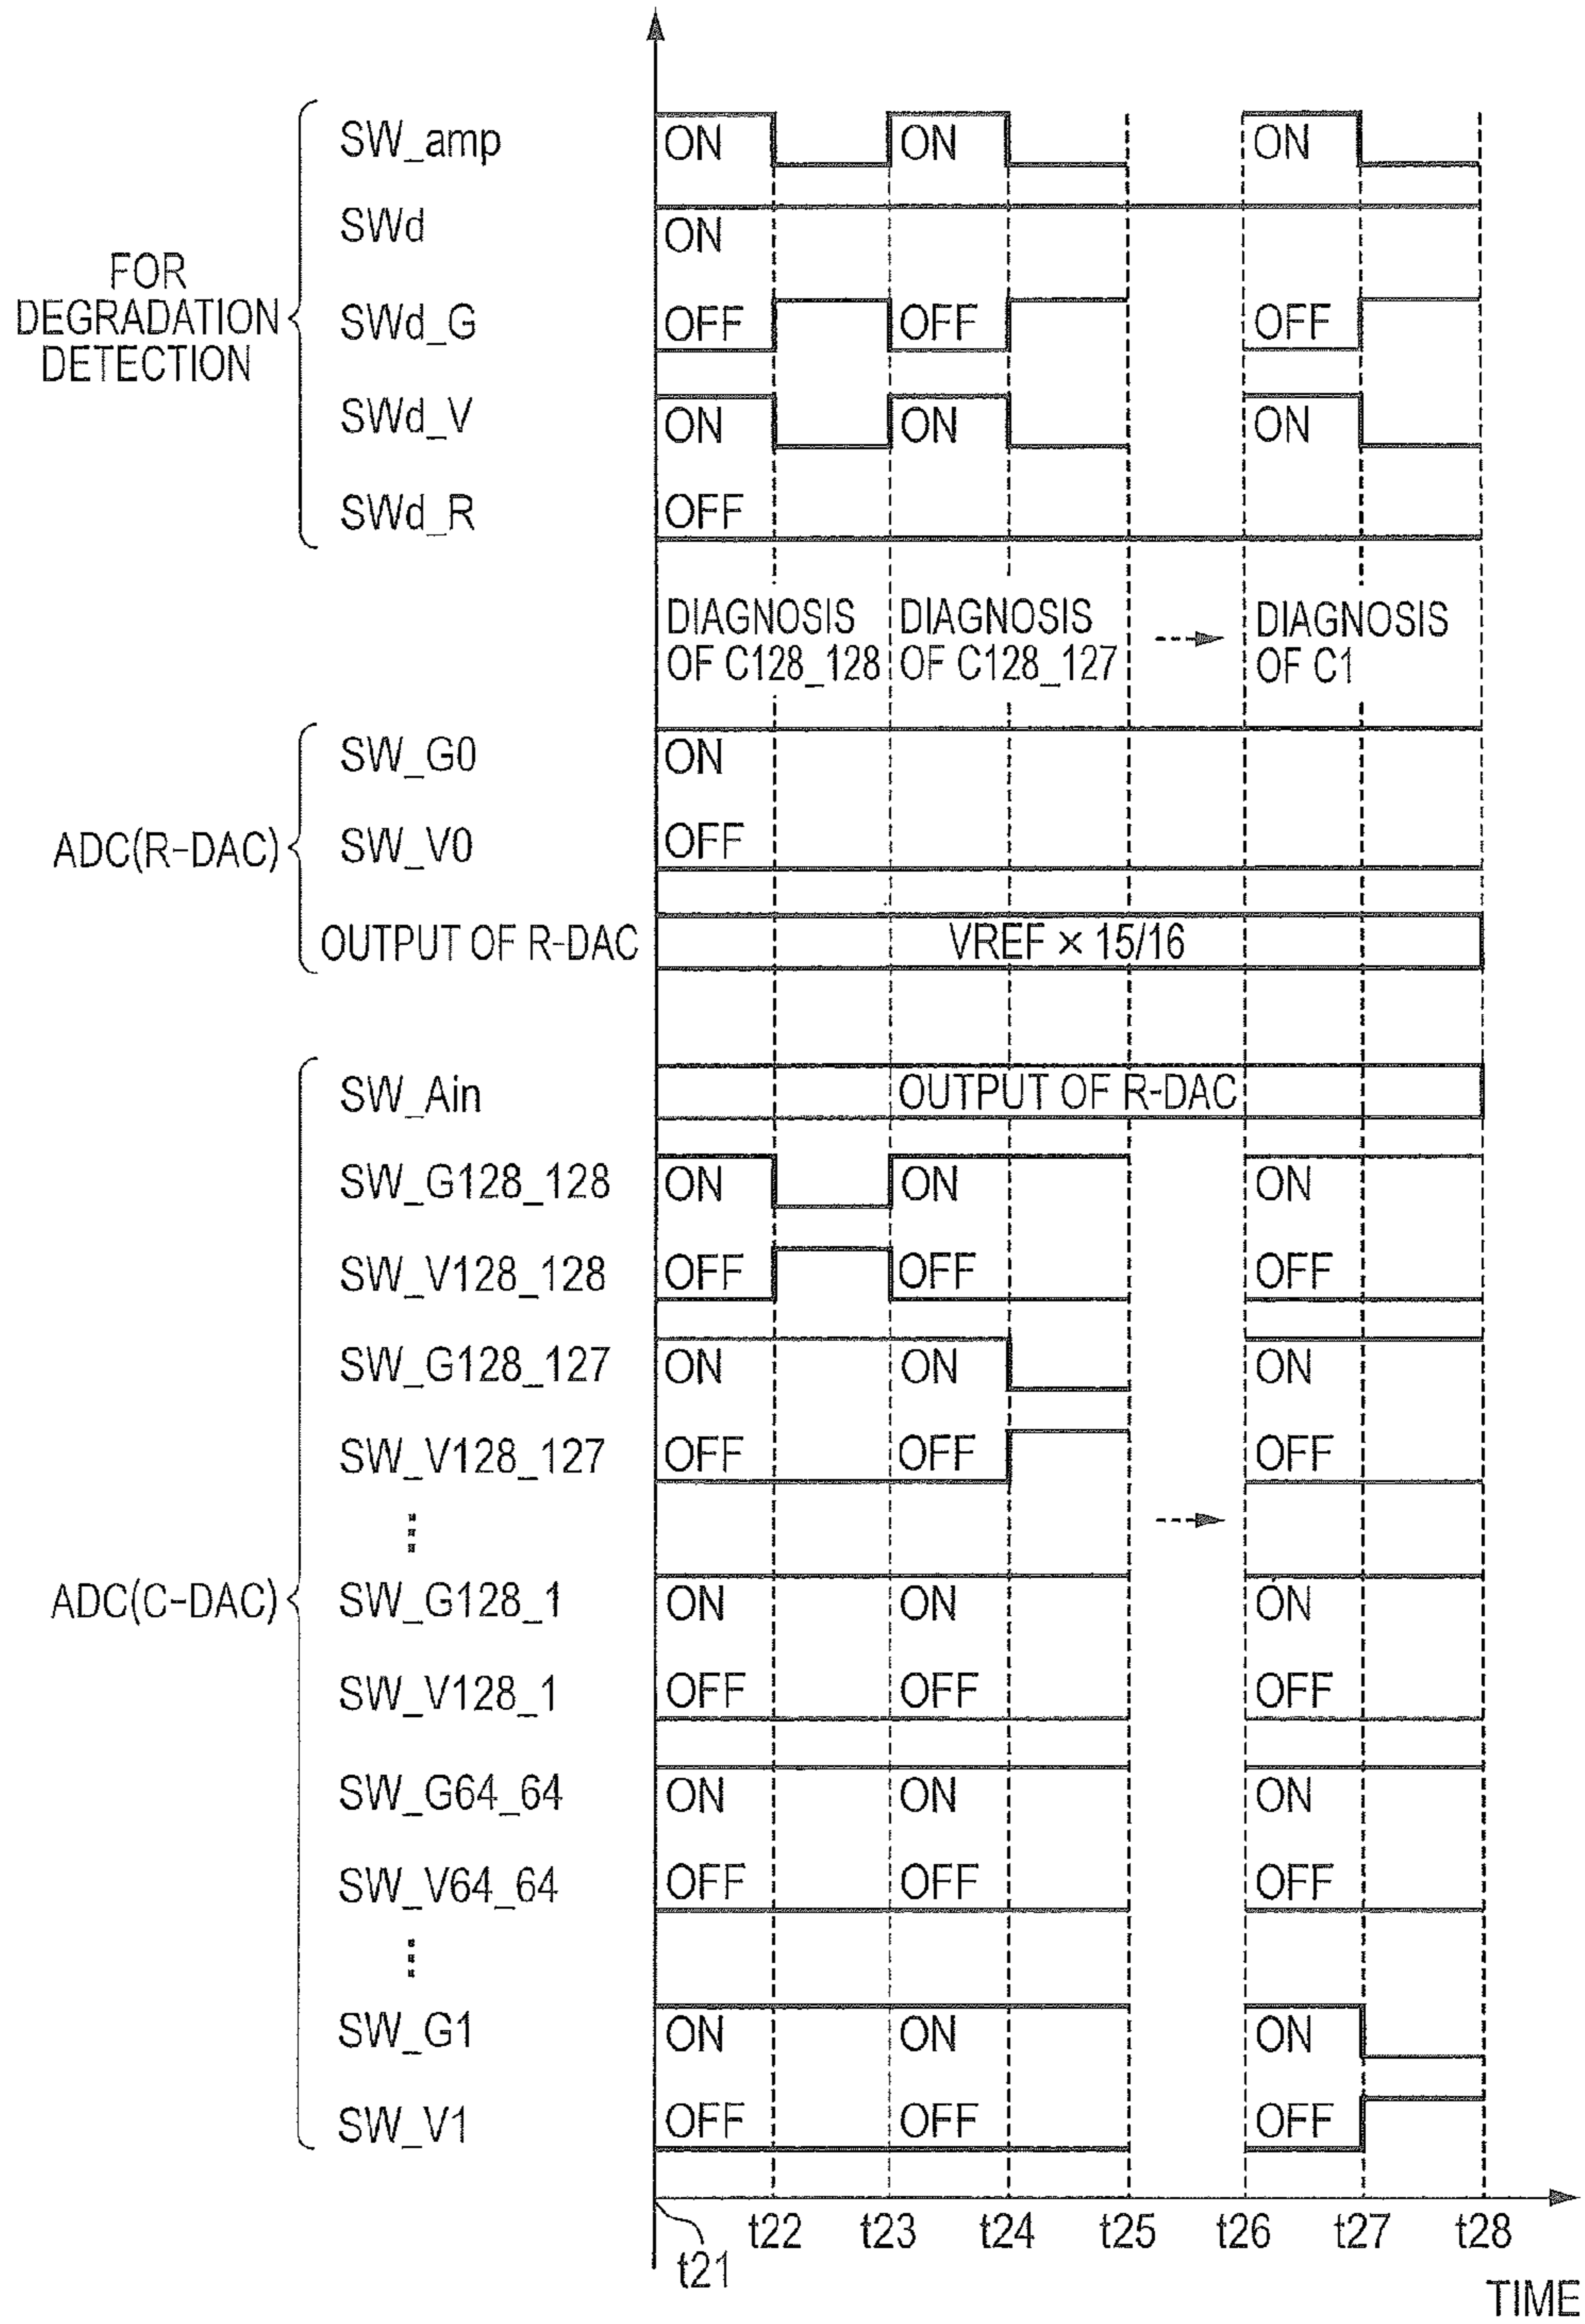 FOR
DEGRADATION
DETECTION
SW_amp ON ON ON
SWd ON
SWd_G OFF OFF OFF
SWd_V ON ON ON
SWd_R OFF
DIAGNOSIS DIAGNOSIS DIAGNOSIS
OF C128_128 OF C128_127 OF C1
ADC(R-DAC)
SW_G0 ON
SW_V0 OFF
OUTPUT OF R-DAC VREF × 15/16
ADC(C-DAC)
SW_Ain OUTPUT OF R-DAC
SW_G128_128 ON ON ON
SW_V128_128 OFF OFF OFF
SW_G128_127 ON ON ON
SW_V128_127 OFF OFF OFF
SW_G128_1 ON ON ON
SW_V128_1 OFF OFF OFF
SW_G64_64 ON ON ON
SW_V64_64 OFF OFF OFF
SW_G1 ON ON ON
SW_V1 OFF OFF OFF
t21 t22 t23 t24 t25 t26 t27 t28
TIME